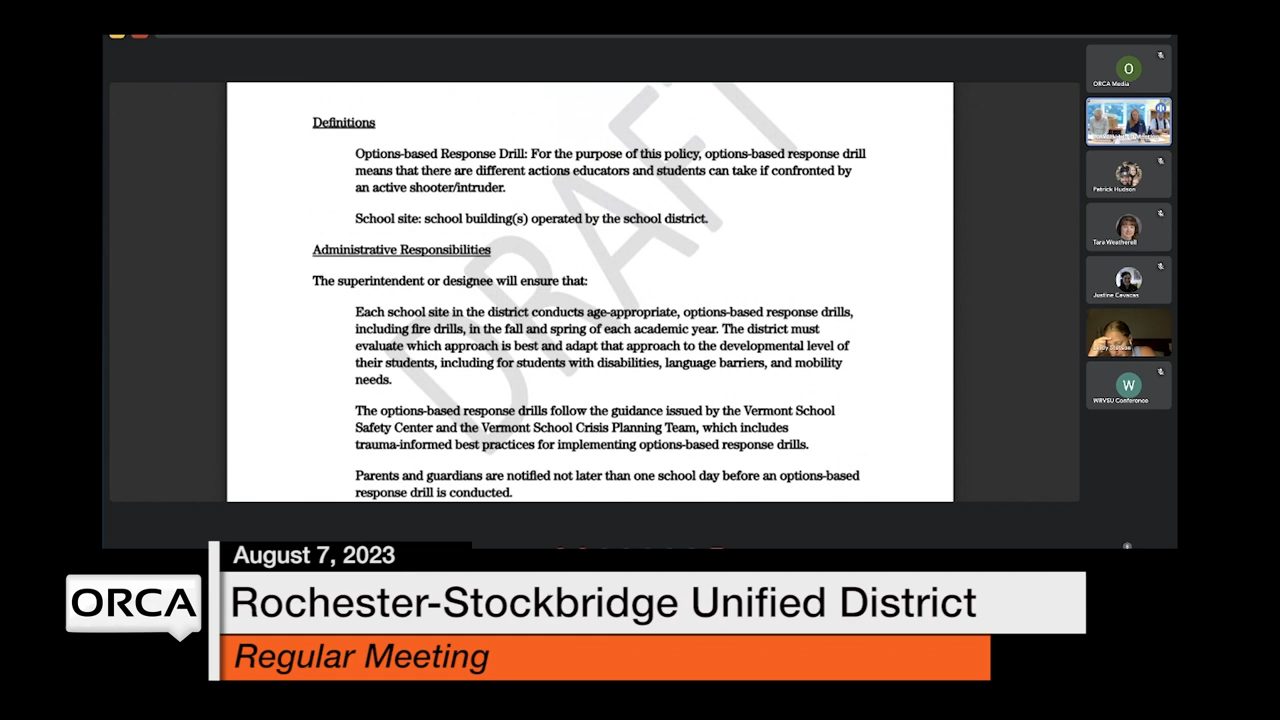 Definitions
Options-based Response Drill: For the purpose of this policy, options-based response drill
means that there are different actions educators and students can take if confronted by
an active shooter/intruder.
School site: school building(s) operated by the school district.
Administrative Responsibilities
The superintendent or designee will ensure that:
Each school site in the district conducts age-appropriate, options-based response drills,
including fire drills, in the fall and spring of each academic year. The district must
evaluate which approach is best and adapt that approach to the developmental level of
their students, including for students with disabilities, language barriers, and mobility
needs.
The options-based response drills follow the guidance issued by the Vermont School
Safety Center and the Vermont School Crisis Planning Team, which includes
trauma-informed best practices for implementing options-based response drills.
Parents and guardians are notified not later than one school day before an options-based
response drill is conducted.
DRAFT
O
ORCA Media
Patrick Hudson
Tara Weatherell
Justine Cavacas
W
WRVSU Conference
August 7, 2023
ORCA
Rochester-Stockbridge Unified District
Regular Meeting